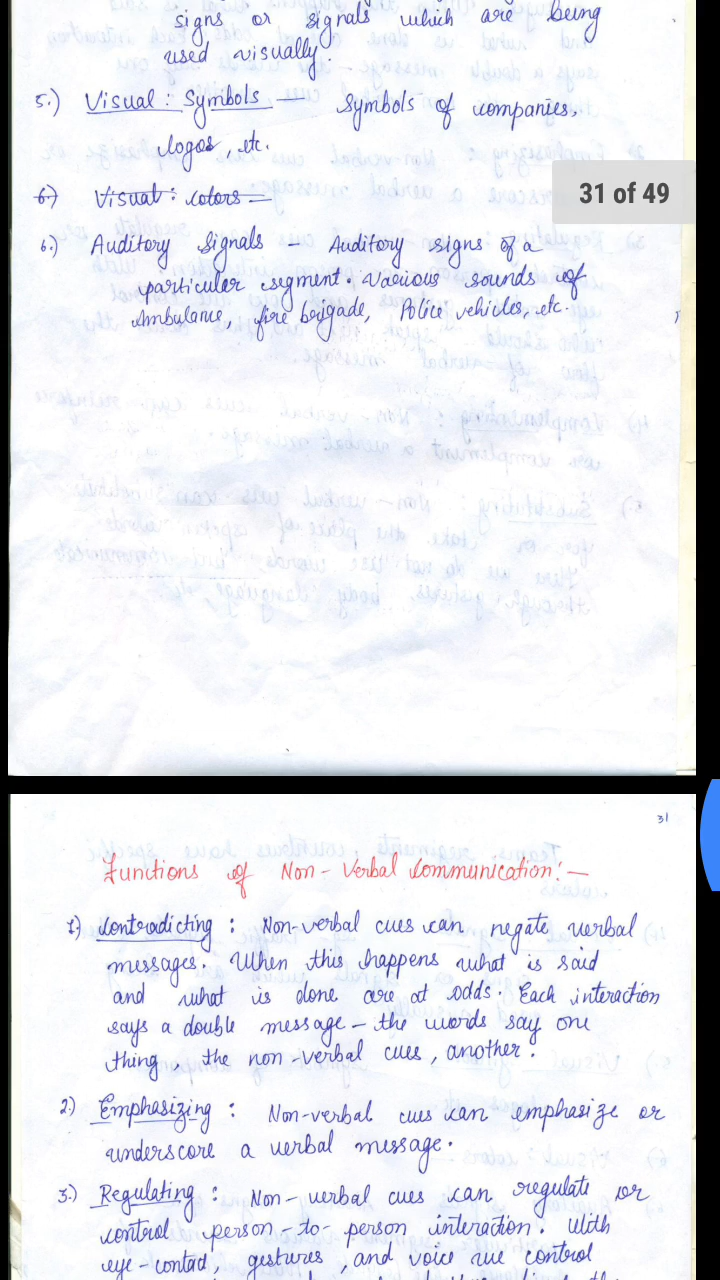 signs or signals which are being
used visually.
5.) Visual : Symbols — Symbols of companies,
logos, etc.
31 of 49
6.) Visual : colors —
6.) Auditory Signals - Auditory signs of a
particular segment. Various sounds of
Ambulance, fire brigade, Police vehicles, etc.
31
Functions of Non-Verbal Communication:-
1.) Contradicting : Non-verbal cues can negate verbal
messages. When this happens what is said
and what is done are at odds. Each interaction
says a double message - the words say one
thing, the non-verbal cues, another.
2.) Emphasizing : Non-verbal cues can emphasize or
underscore a verbal message.
3.) Regulating : Non-verbal cues can regulate or
control person-to-person interaction. With
eye-contact, gestures, and voice we control